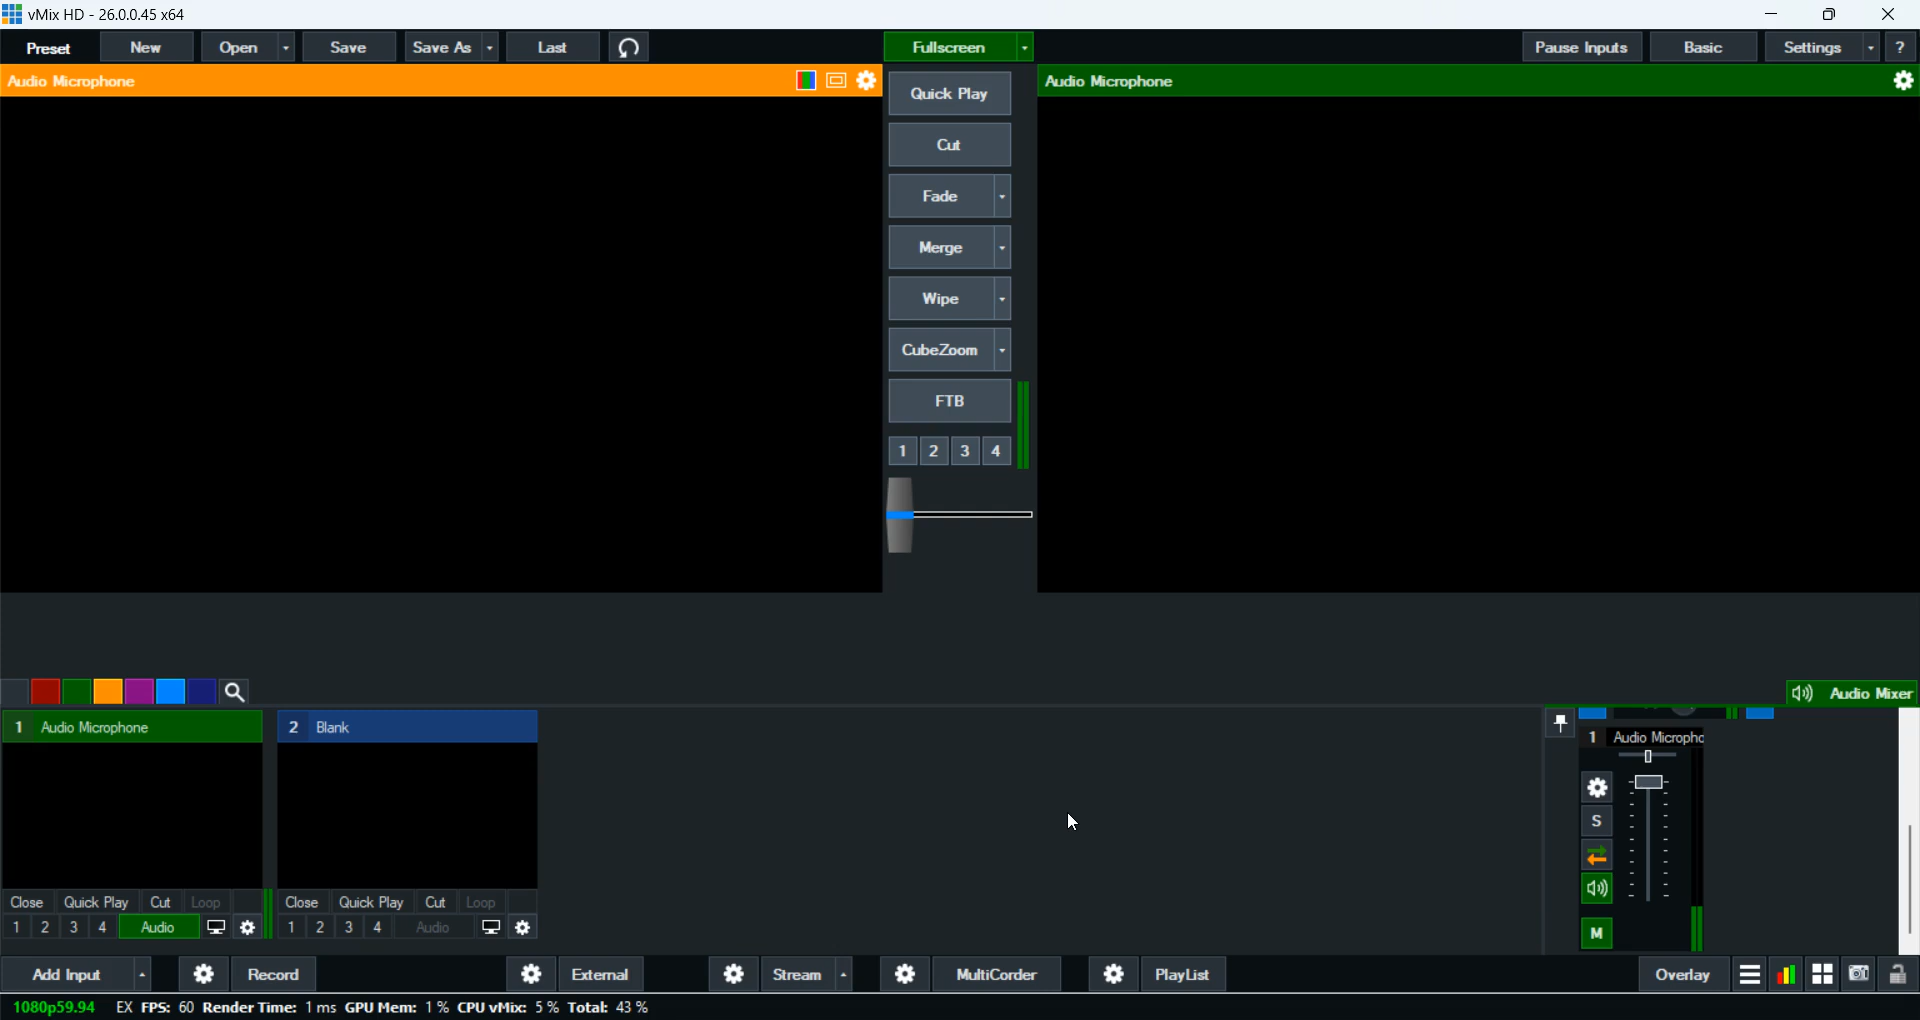 vMix HD - 26.0.0.45 x64
Preset New Open Save Save As Last Fullscreen Pause Inputs Basic Settings ?
Audio Microphone
Audio Microphone
Quick Play
Cut
Fade
Merge
Wipe
CubeZoom
FTB
1 2 3 4
Audio Mixer
1 Audio Microphone
2 Blank
1 Audio Micropho
S
M
Close Quick Play Cut Loop
Close Quick Play Cut Loop
1 2 3 4 Audio
1 2 3 4 Audio
Add Input Record External Stream MultiCorder PlayList Overlay
1080p59.94 EX FPS: 60 Render Time: 1 ms GPU Mem: 1 % CPU vMix: 5 % Total: 43 %